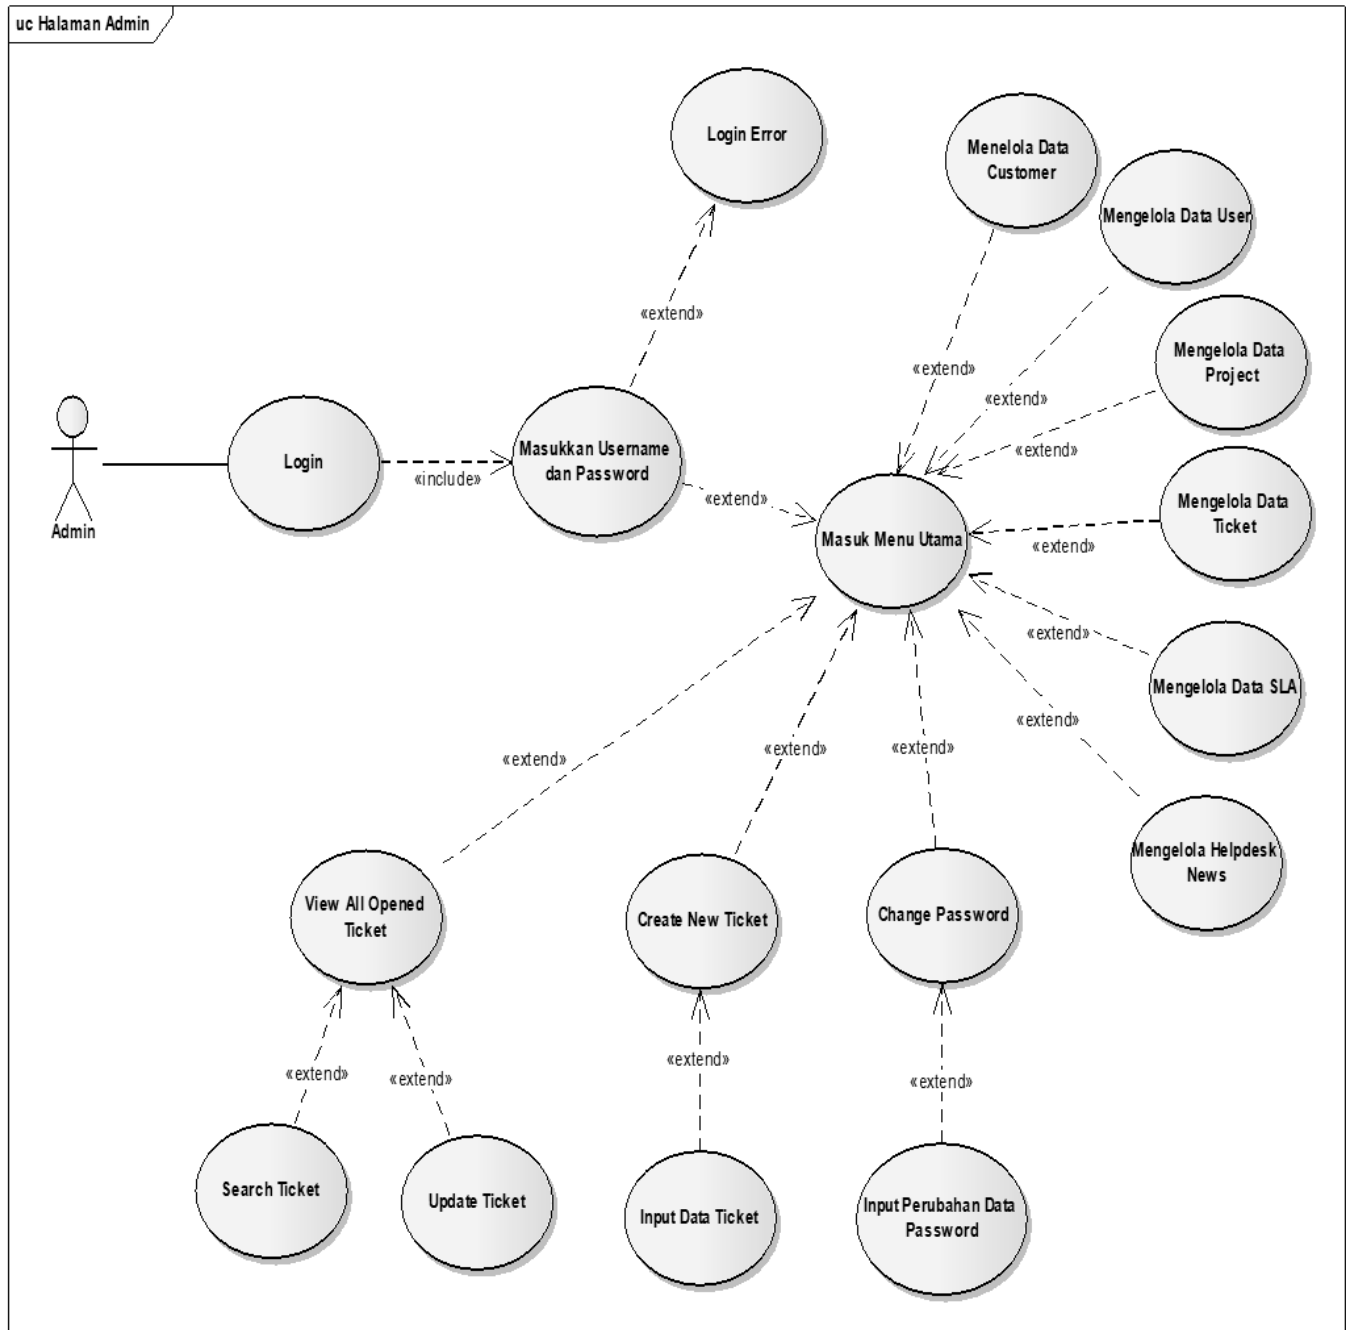 uc Halaman Admin
Login Error
Menelola Data
Customer
Mengelola Data User
«extend»
Mengelola Data
Project
«extend»
«extend»
«extend»
Admin
Login
«include»
Masukkan Username
dan Password
«extend»
Masuk Menu Utama
Mengelola Data
Ticket
«extend»
«extend»
Mengelola Data SLA
«extend»
«extend»
«extend»
«extend»
Mengelola Helpdesk
News
View All Opened
Ticket
Create New Ticket
Change Password
«extend»
«extend»
«extend»
«extend»
Search Ticket
Update Ticket
Input Data Ticket
Input Perubahan Data
Password